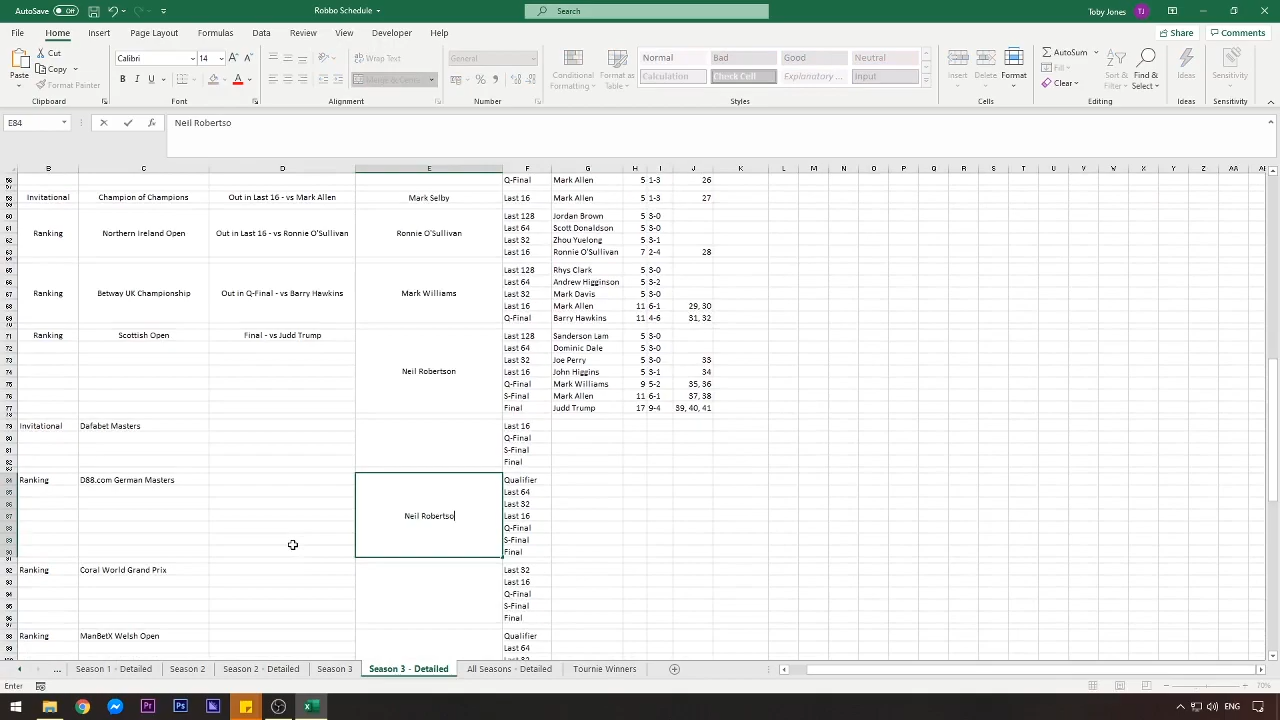 AutoSave Off Robbo Schedule Search Toby Jones TJ
File Home Insert Page Layout Formulas Data Review View Developer Help Share Comments
Paste Cut Copy Format Painter Clipboard
Calibri 14 B I U A Font
Wrap Text Merge & Center Alignment
General % Number
Conditional Formatting Format as Table
Normal Bad Good Neutral
Calculation Check Cell Explanatory ... Input
Styles
Insert Delete Format Cells
AutoSum Fill Clear Sort & Filter Find & Select Editing
Ideas Ideas
Sensitivity Sensitivity
E84 fx Neil Robertso
B C D E F G H I J K L M N O P Q R S T U V W X Y Z AA
Q-Final Mark Allen 5 1-3 26
Invitational Champion of Champions Out in Last 16 - vs Mark Allen Mark Selby Last 16 Mark Allen 5 1-3 27
Last 128 Jordan Brown 5 3-0
Last 64 Scott Donaldson 5 3-0
Ranking Northern Ireland Open Out in Last 16 - vs Ronnie O'Sullivan Ronnie O'Sullivan
Last 32 Zhou Yuelong 5 3-1
Last 16 Ronnie O'Sullivan 7 2-4 28
Last 128 Rhys Clark 5 3-0
Last 64 Andrew Higginson 5 3-2
Ranking Betway UK Championship Out in Q-Final - vs Barry Hawkins Mark Williams Last 32 Mark Davis 5 3-0
Last 16 Mark Allen 11 6-1 29, 30
Q-Final Barry Hawkins 11 4-6 31, 32
Ranking Scottish Open Final - vs Judd Trump Last 128 Sanderson Lam 5 3-0
Last 64 Dominic Dale 5 3-0
Last 32 Joe Perry 5 3-0 33
Neil Robertson Last 16 John Higgins 5 3-1 34
Q-Final Mark Williams 9 5-2 35, 36
S-Final Mark Allen 11 6-1 37, 38
Final Judd Trump 17 9-4 39, 40, 41
Invitational Dafabet Masters Last 16
Q-Final
S-Final
Final
Ranking D88.com German Masters Qualifier
Last 64
Last 32
Neil Robertso Last 16
Q-Final
S-Final
Final
Ranking Coral World Grand Prix Last 32
Last 16
Q-Final
S-Final
Final
Ranking ManBetX Welsh Open Qualifier
Last 64
Last 32
... Season 1 - Detailed Season 2 Season 2 - Detailed Season 3 Season 3 - Detailed All Seasons - Detailed Tournie Winners
Enter 70%
Pr Ps ENG